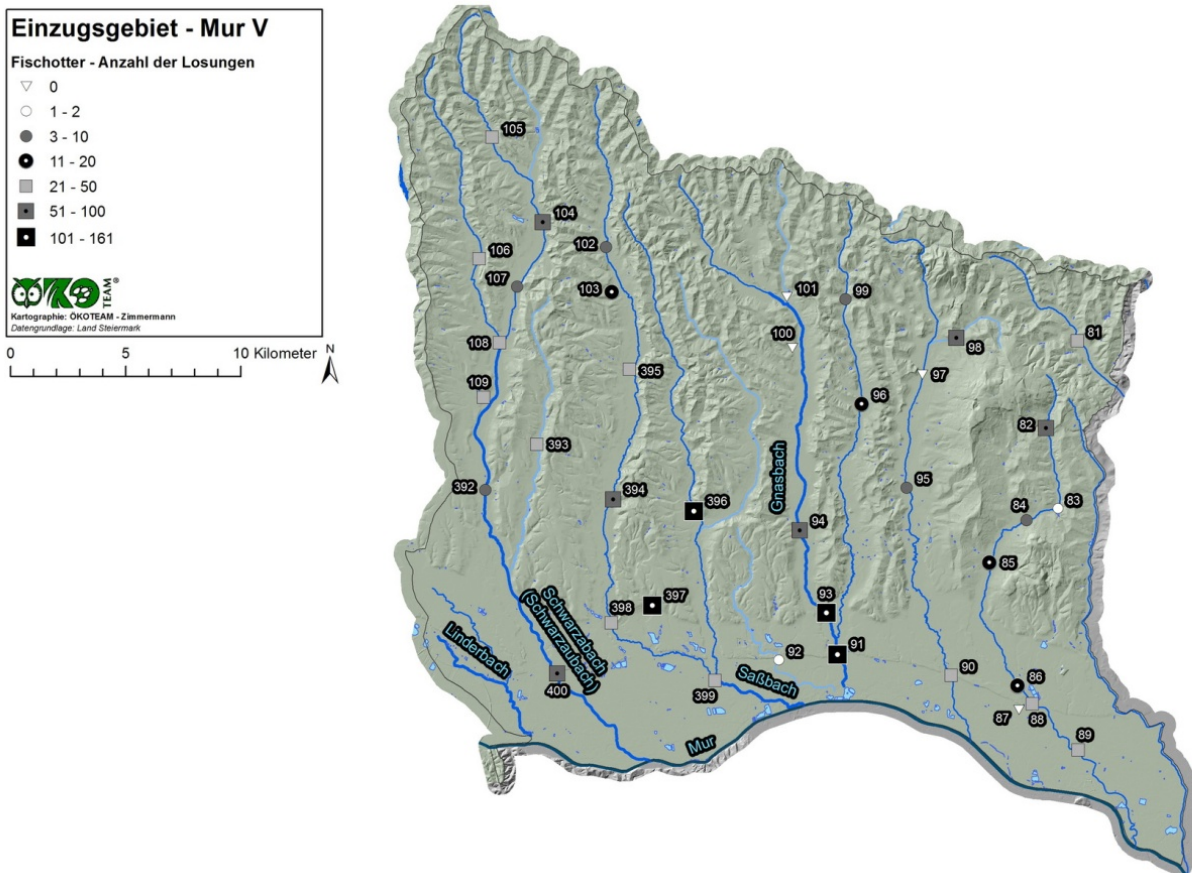 Einzugsgebiet - Mur V
Fischotter - Anzahl der Losungen
0
1 - 2
3 - 10
11 - 20
21 - 50
51 - 100
101 - 161
ÖKO TEAM®
Kartographie: ÖKOTEAM - Zimmermann
Datengrundlage: Land Steiermark
0 5 10 Kilometer
N
105
104
102
106
107
103
101
99
100
108
98
81
395
97
109
96
82
393
Gnasbach
392
394
396
95
83
84
94
85
Schwarzabach
(Schwarzaubach)
397
93
398
Linderbach
91
92
90
86
400
399
Saßbach
87
88
Mur
89